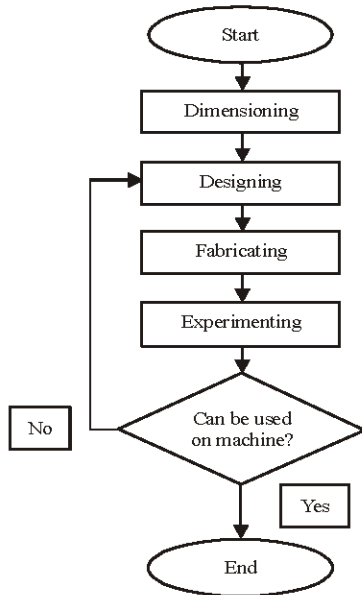 Start
Dimensioning
Designing
Fabricating
Experimenting
Can be used
on machine?
No
Yes
End